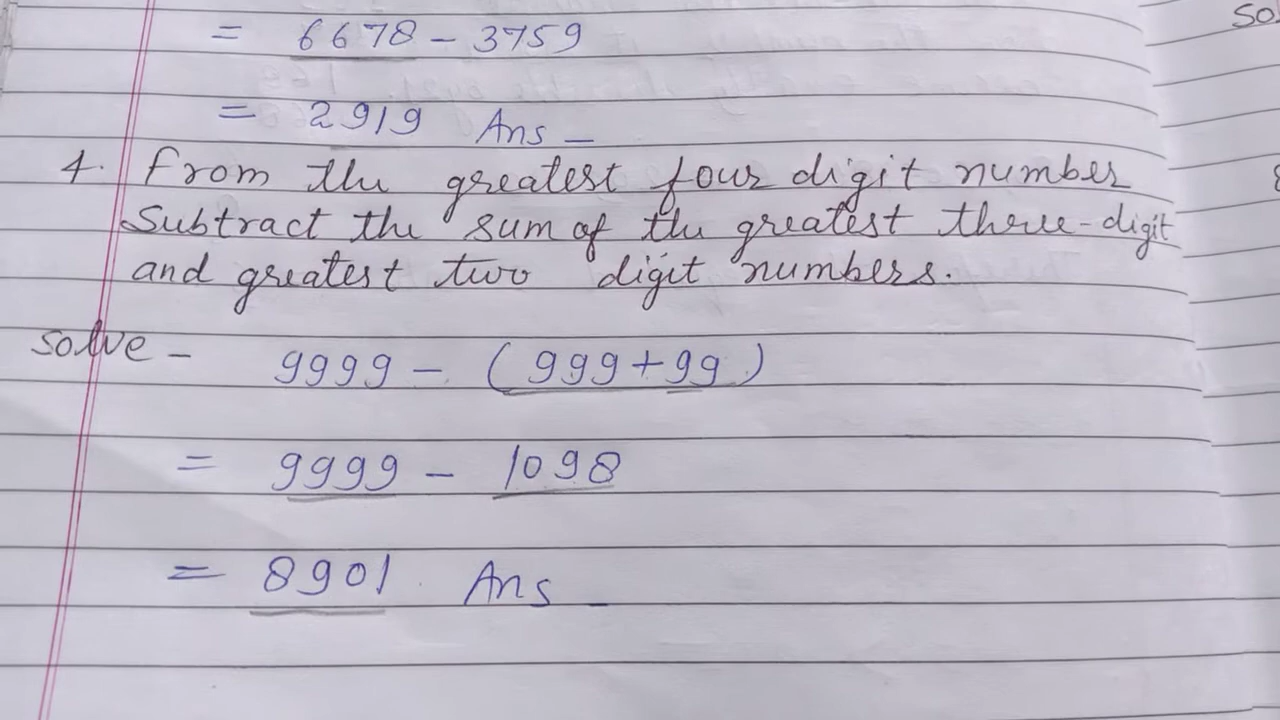 = 6678 - 3759
= 2919 Ans -
4. From the greatest four digit number
Subtract the sum of the greatest three-digit
and greatest two digit numbers.
Solve - 9999 - (999+99)
= 9999 - 1098
= 8901 Ans -
So